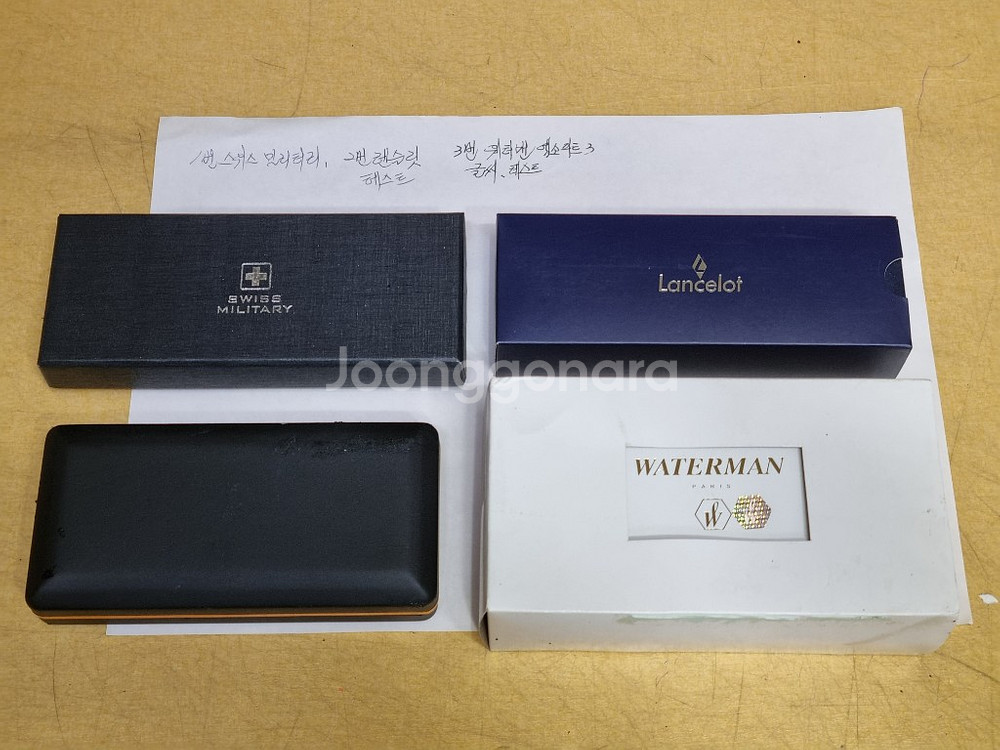 1번 스위스 밀리터리, 2번 랜슬릿 3번 워터맨 엑스퍼트 3
테스트 글씨, 테스트
SWISS
MILITARY
Lancelot
Joonggonara
WATERMAN
PARIS
W